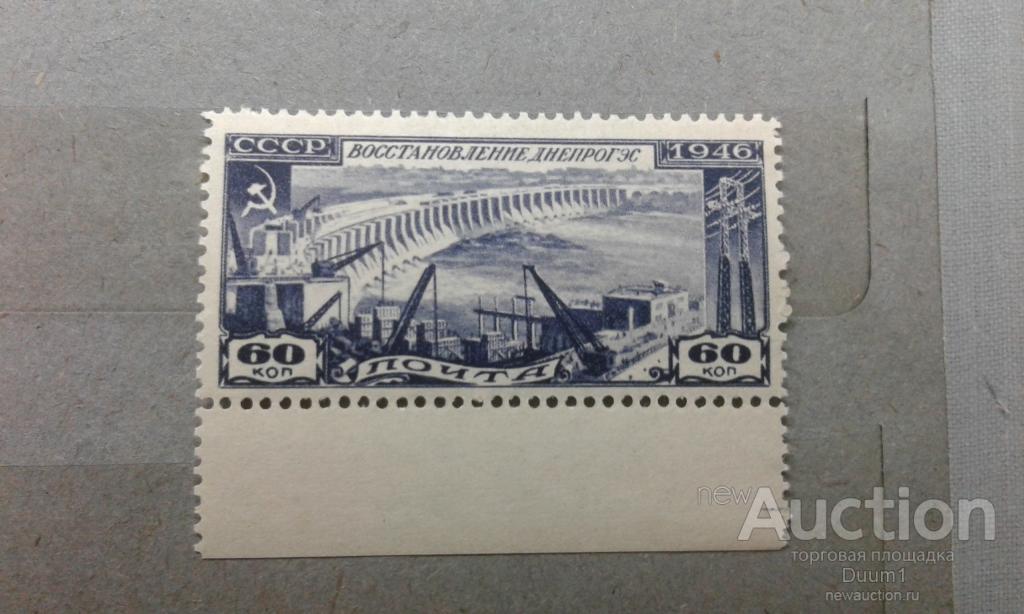 СССР
ВОССТАНОВЛЕНИЕ ДНЕПРОГЭС
1946
60
КОП
ПОЧТА
60
КОП
newAuction
торговая площадка
Duum1
newauction.ru